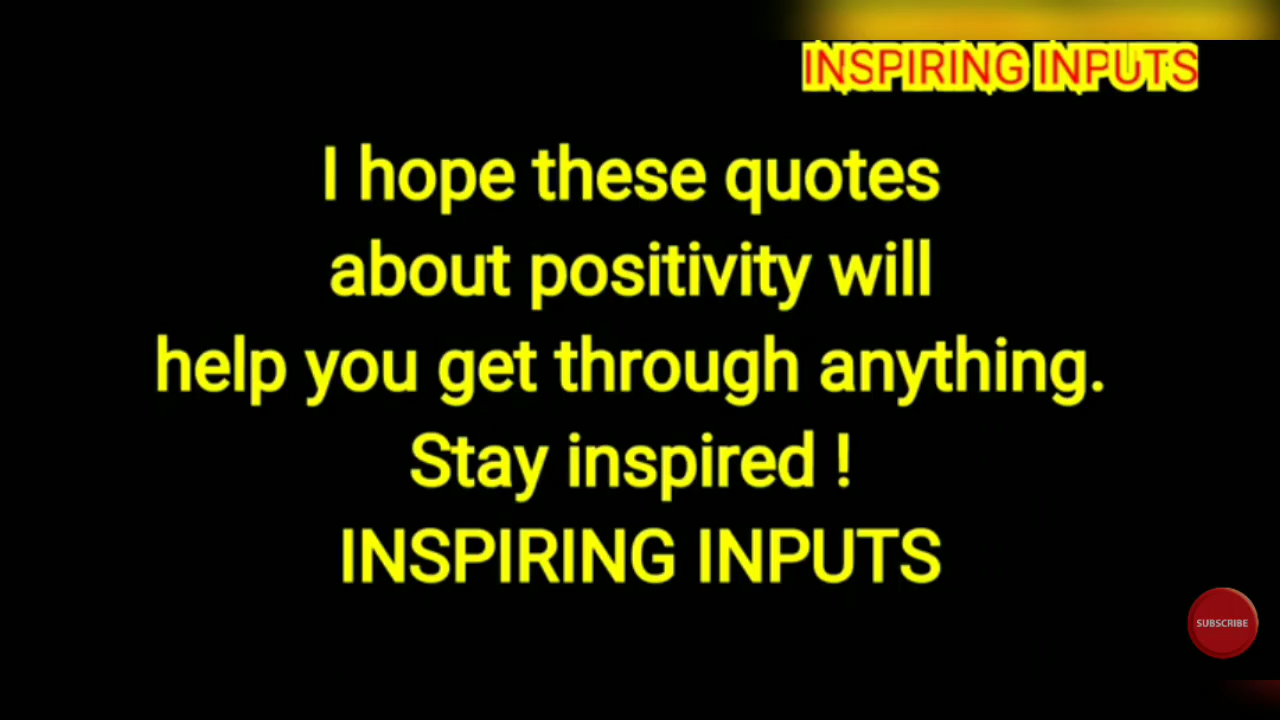 INSPIRING INPUTS
I hope these quotes
about positivity will
help you get through anything.
Stay inspired !
INSPIRING INPUTS
SUBSCRIBE